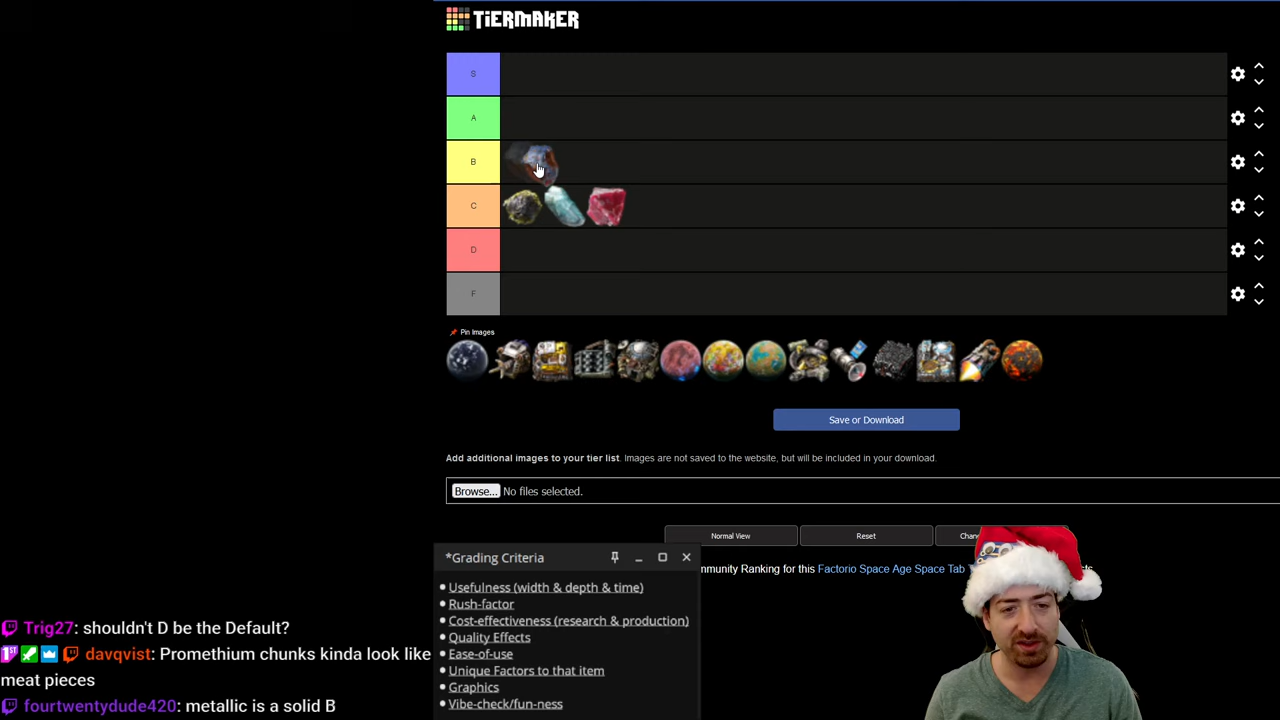 TiERMAKER
S
A
B
C
D
F
Pin Images
Save or Download
Add additional images to your tier list. Images are not saved to the website, but will be included in your download.
Browse... No files selected.
Normal View
Reset
*Grading Criteria
ommunity Ranking for this Factorio Space Age Space Tab
Usefulness (width & depth & time)
Rush-factor
Cost-effectiveness (research & production)
Quality Effects
Ease-of-use
Unique Factors to that item
Graphics
Vibe-check/fun-ness
Trig27: shouldn't D be the Default?
davqvist: Promethium chunks kinda look like
meat pieces
fourtwentydude420: metallic is a solid B